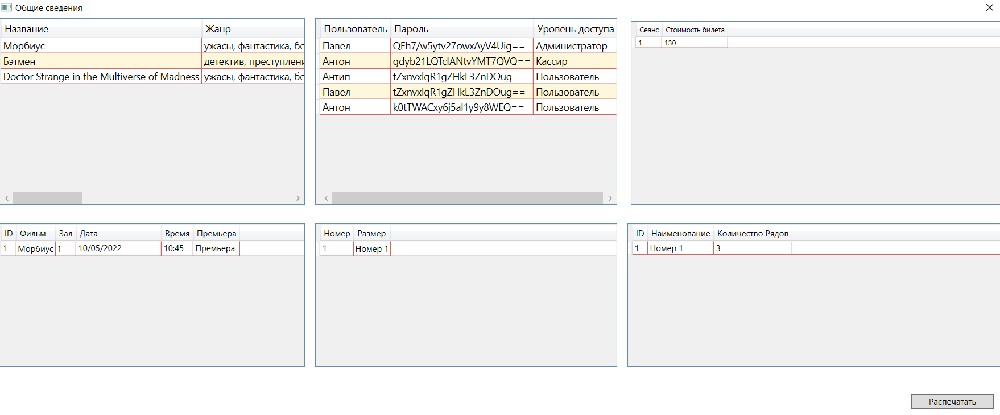 Общие сведения
Название Жанр
Морбиус ужасы, фантастика, бо
Бэтмен детектив, преступлени
Doctor Strange in the Multiverse of Madness ужасы, фантастика, бо
Пользователь Пароль Уровень доступа
Павел QFh7/w5ytv27owxAyV4Uig== Администратор
Антон gdyb21LQTcIANtvYMT7QVQ== Кассир
Антип tZxnvxlqR1gZHkL3ZnDOug== Пользователь
Павел tZxnvxlqR1gZHkL3ZnDOug== Пользователь
Антон k0tTWACxy6j5al1y9y8WEQ== Пользователь
Сеанс Стоимость билета
1 130
ID Фильм Зал Дата Время Премьера
1 Морбиус 1 10/05/2022 10:45 Премьера
Номер Размер
1 Номер 1
ID Наименование Количество Рядов
1 Номер 1 3
Распечатать